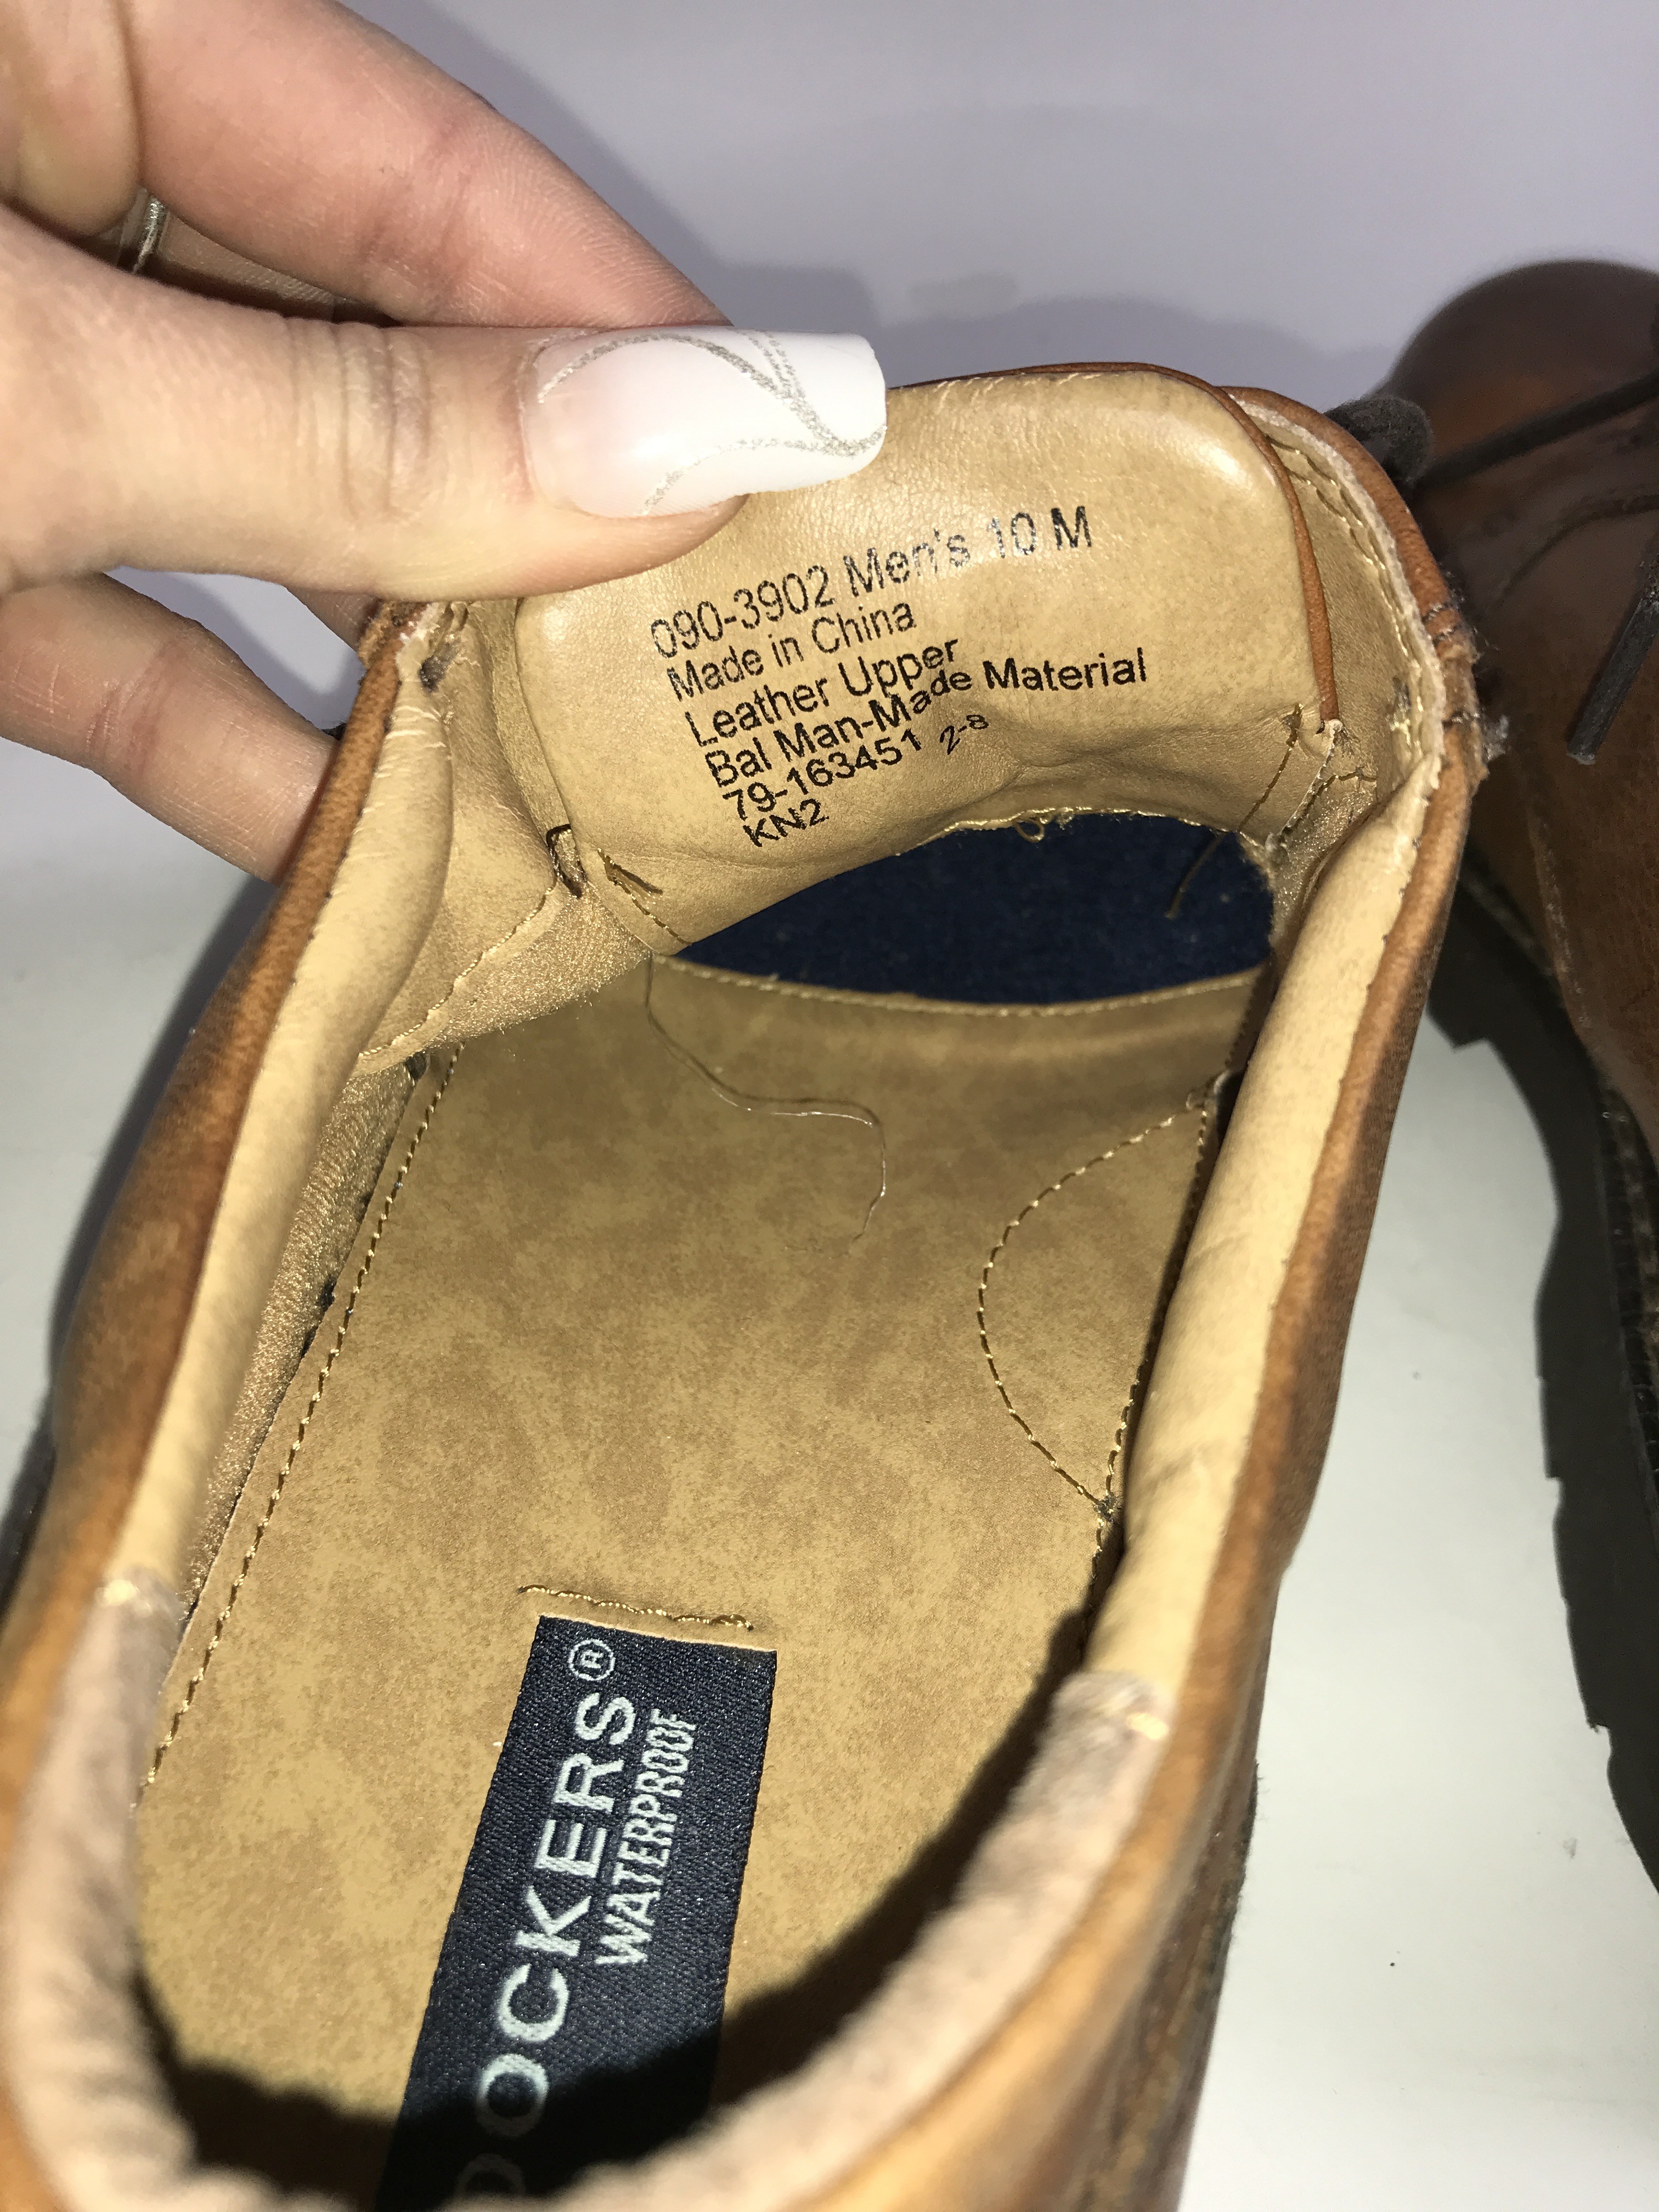 090-3902 Men's 10 M
Made in China
Leather Upper
Bal Man-Made Material
79-163451 2-8
KN2
DOCKERS®
WATERPROOF